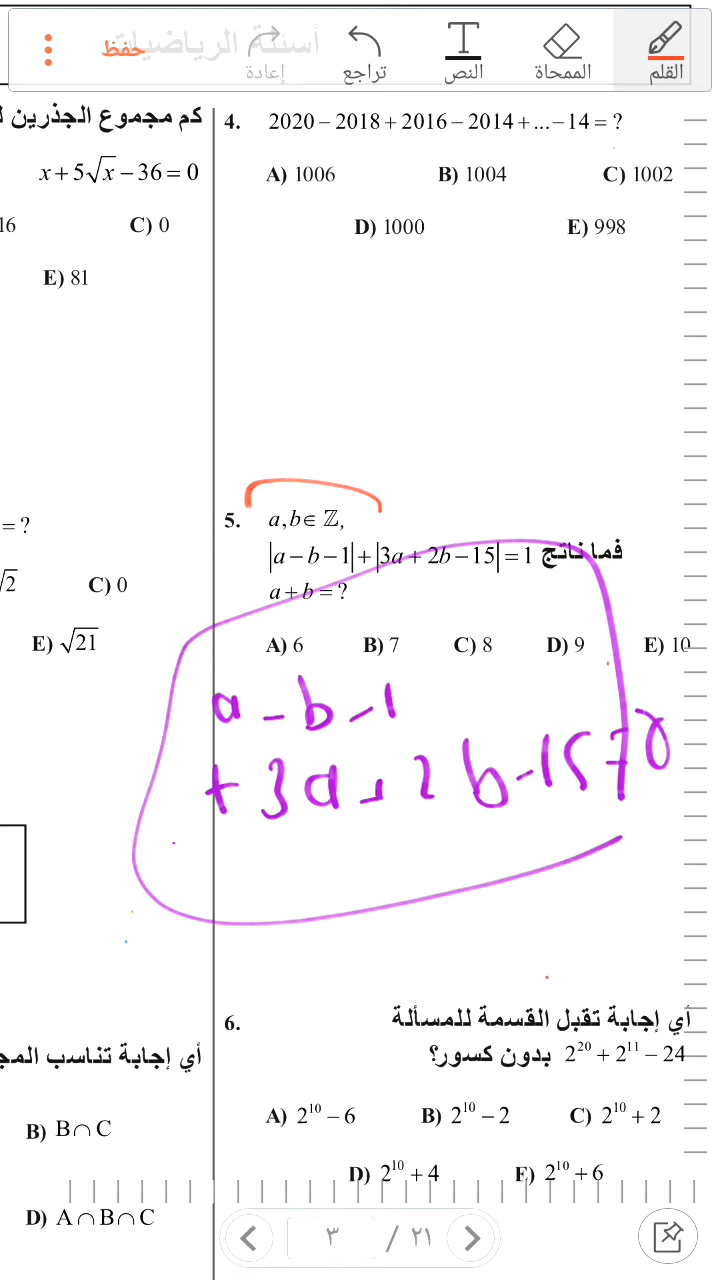 أسئلة الرياضيات
حفظ
إعادة
تراجع
النص
الممحاة
القلم
كم مجموع الجذرين
x + 5√x − 36 = 0
16
C) 0
E) 81
= ?
√2
C) 0
E) √21
أي إجابة تناسب
B) B∩C
D) A∩B∩C
4. 2020 − 2018 + 2016 − 2014 + ... − 14 = ?
A) 1006 B) 1004 C) 1002
D) 1000 E) 998
5. a,b∈ ℤ,
|a − b − 1| + |3a + 2b − 15| = 1 فما ناتج
a + b = ?
A) 6 B) 7 C) 8 D) 9 E) 10
a - b - 1
+ 3a + 2b - 15 =
6. أي إجابة تقبل القسمة للمسألة
2²⁰ + 2¹¹ − 24 بدون كسور؟
A) 2¹⁰ − 6 B) 2¹⁰ − 2 C) 2¹⁰ + 2
D) 2¹⁰ + 4 E) 2¹⁰ + 6
٣ / ٢١